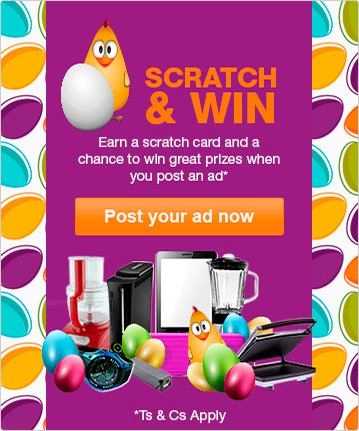 SCRATCH
& WIN
Earn a scratch card and a
chance to win great prizes when
you post an ad*
Post your ad now
*Ts & Cs Apply